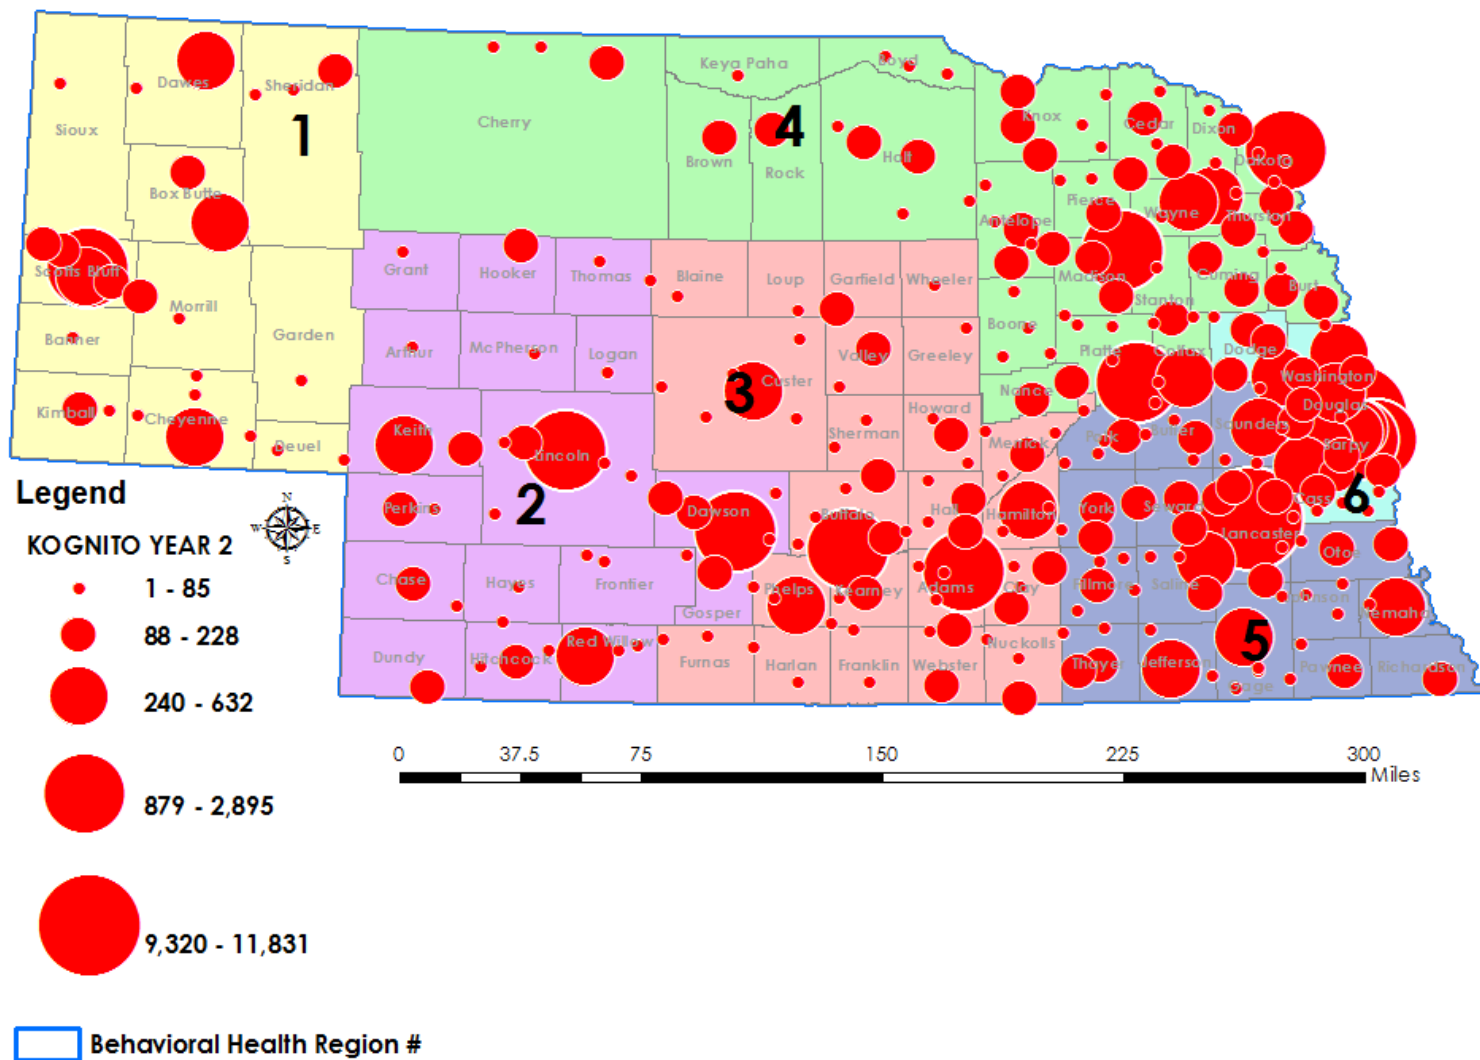 Dawes
Sheridan
Sioux
1
Box Butte
Scotts Bluff
Morrill
Banner
Garden
Kimball
Cheyenne
Deuel
Cherry
Keya Paha
Boyd
4
Brown
Rock
Holt
Knox
Cedar
Dixon
Dakota
Antelope
Pierce
Wayne
Thurston
Madison
Stanton
Cuming
Burt
Boone
Platte
Colfax
Nance
Grant
Hooker
Thomas
Arthur
McPherson
Logan
Keith
Lincoln
2
Perkins
Dawson
Chase
Hayes
Frontier
Gosper
Dundy
Hitchcock
Red Willow
Blaine
Loup
Garfield
Wheeler
3
Custer
Valley
Greeley
Sherman
Howard
Merrick
Buffalo
Hall
Hamilton
Phelps
Kearney
Adams
Clay
Furnas
Harlan
Franklin
Webster
Nuckolls
Dodge
Washington
Douglas
Sarpy
Cass
6
Saunders
Butler
Polk
York
Seward
Lancaster
Otoe
Fillmore
Saline
Johnson
Nemaha
5
Thayer
Jefferson
Gage
Pawnee
Richardson
Legend
N
W
E
S
KOGNITO YEAR 2
1 - 85
88 - 228
240 - 632
879 - 2,895
9,320 - 11,831
0 37.5 75 150 225 300
Miles
Behavioral Health Region #